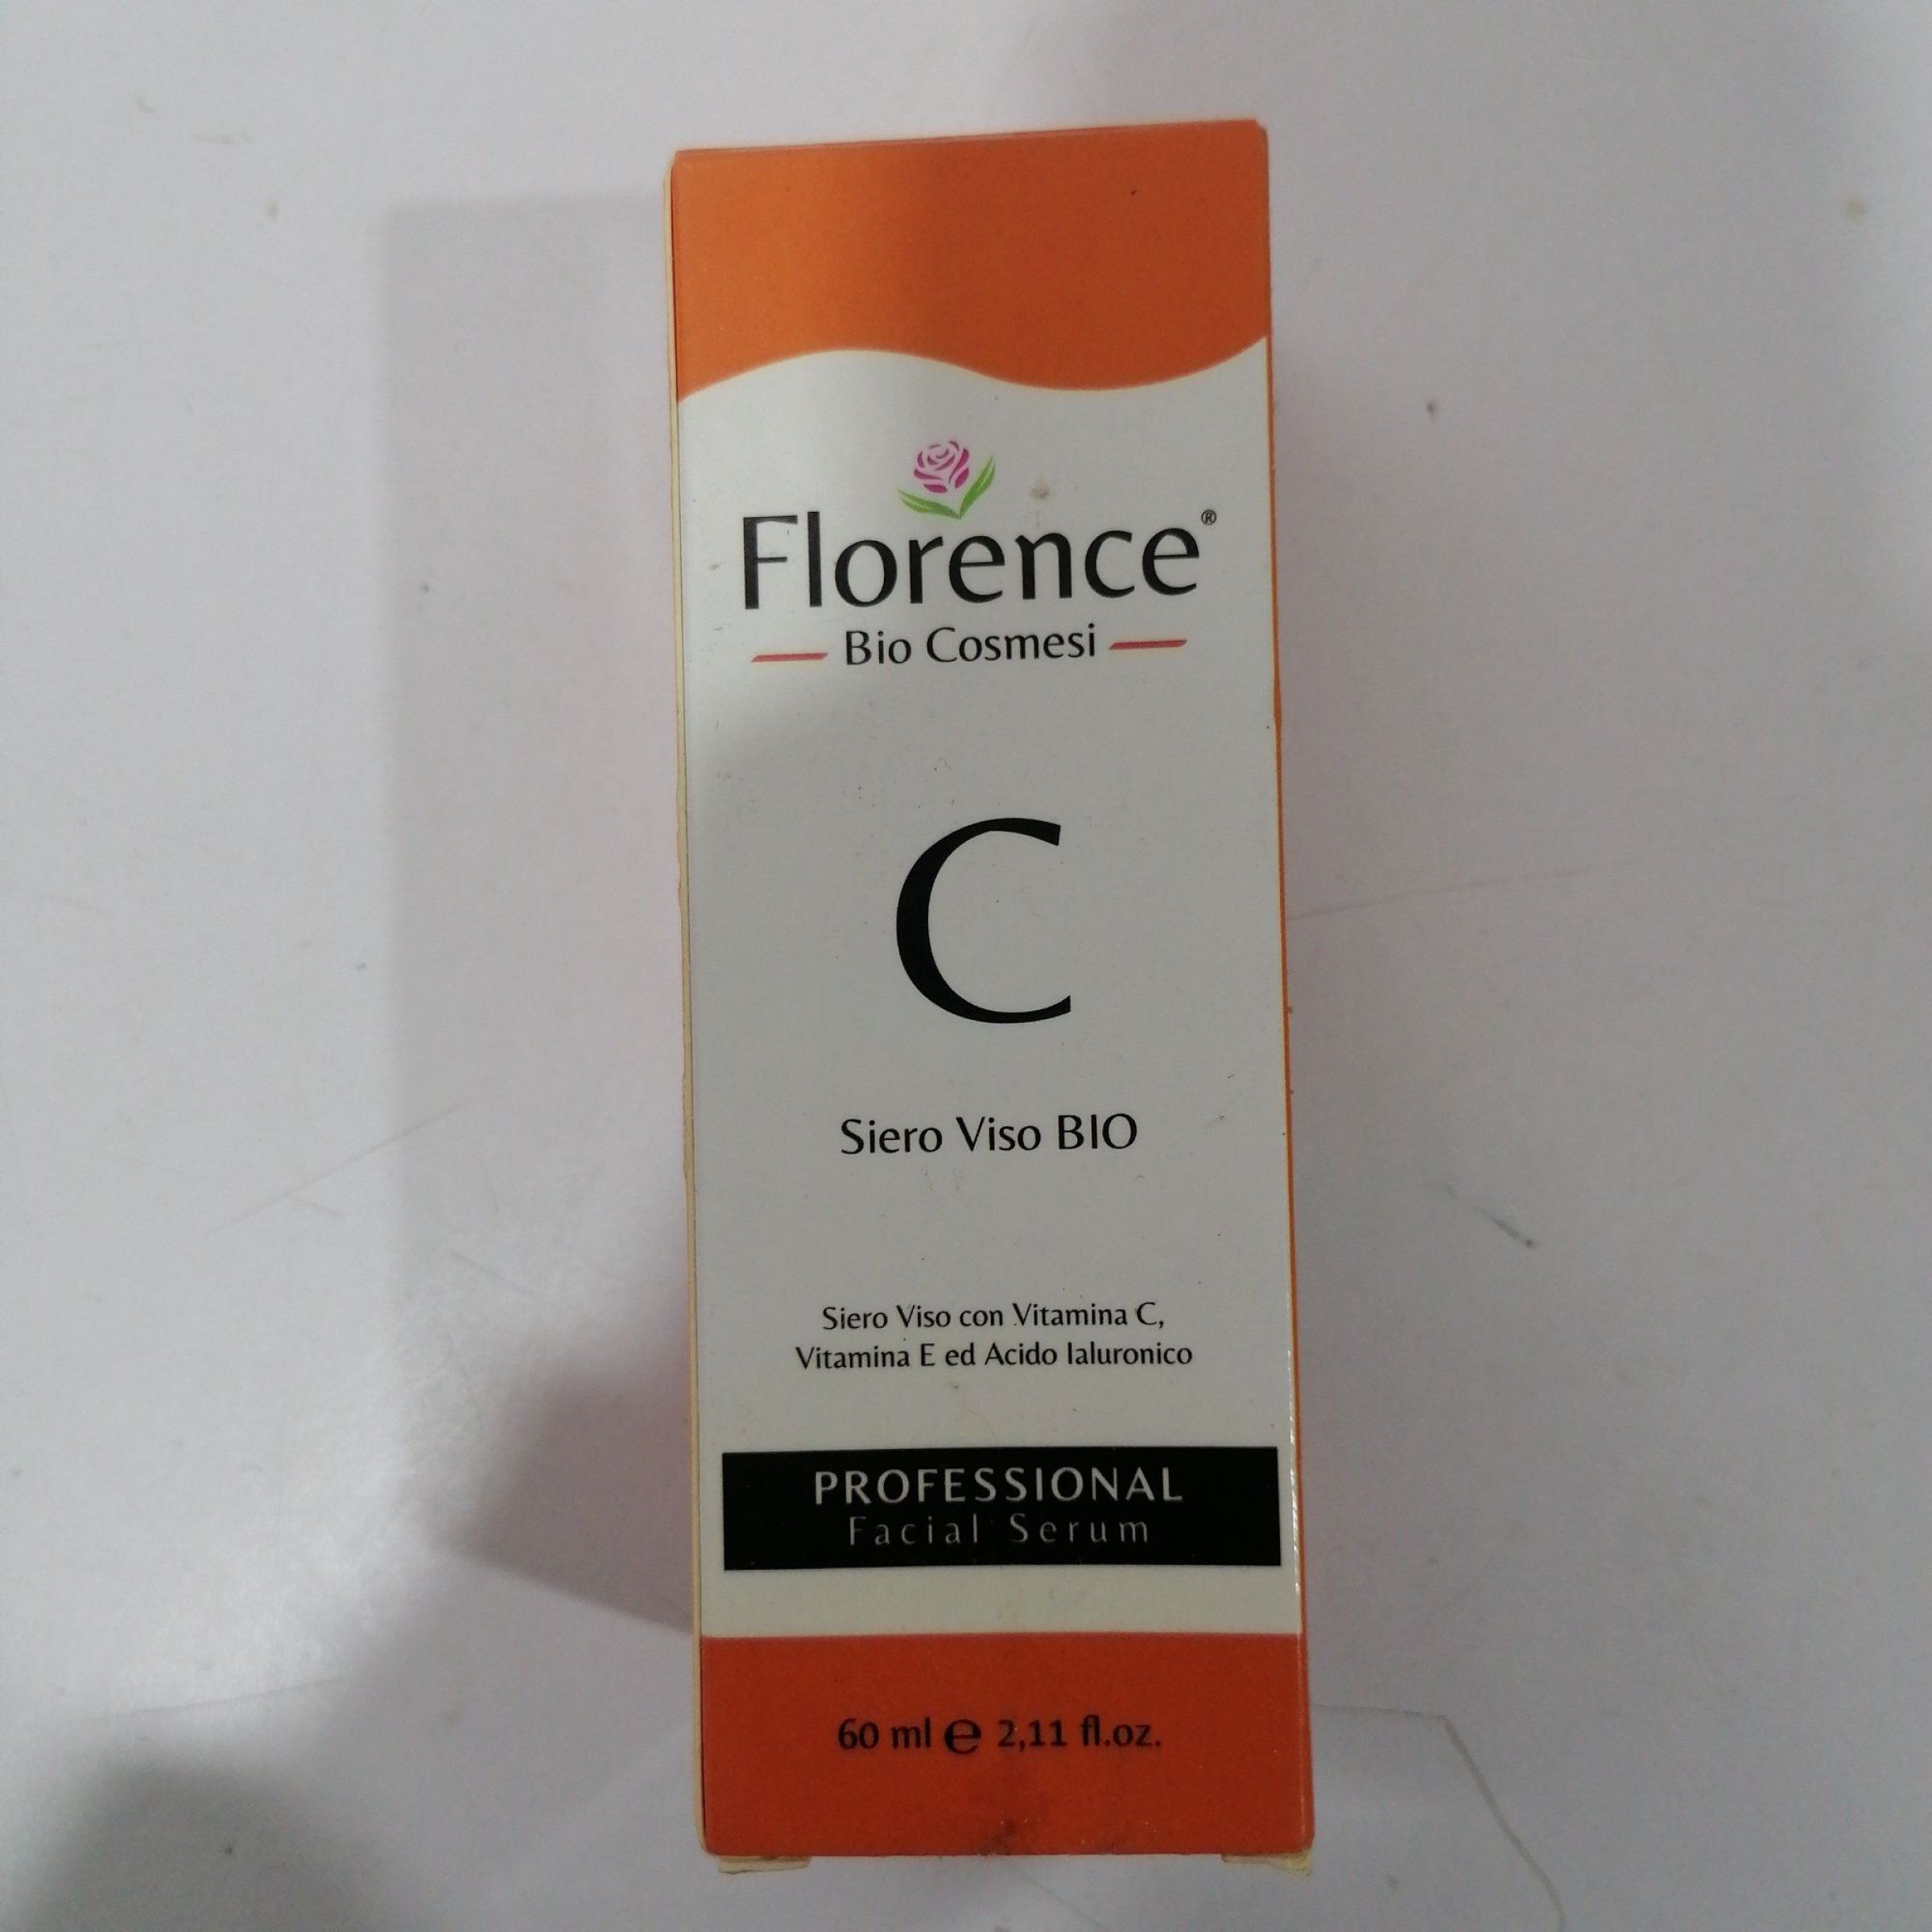 Florence®
Bio Cosmesi
C
Siero Viso BIO
Siero Viso con Vitamina C,
Vitamina E ed Acido Ialuronico
PROFESSIONAL
Facial Serum
60 ml ℮ 2,11 fl.oz.